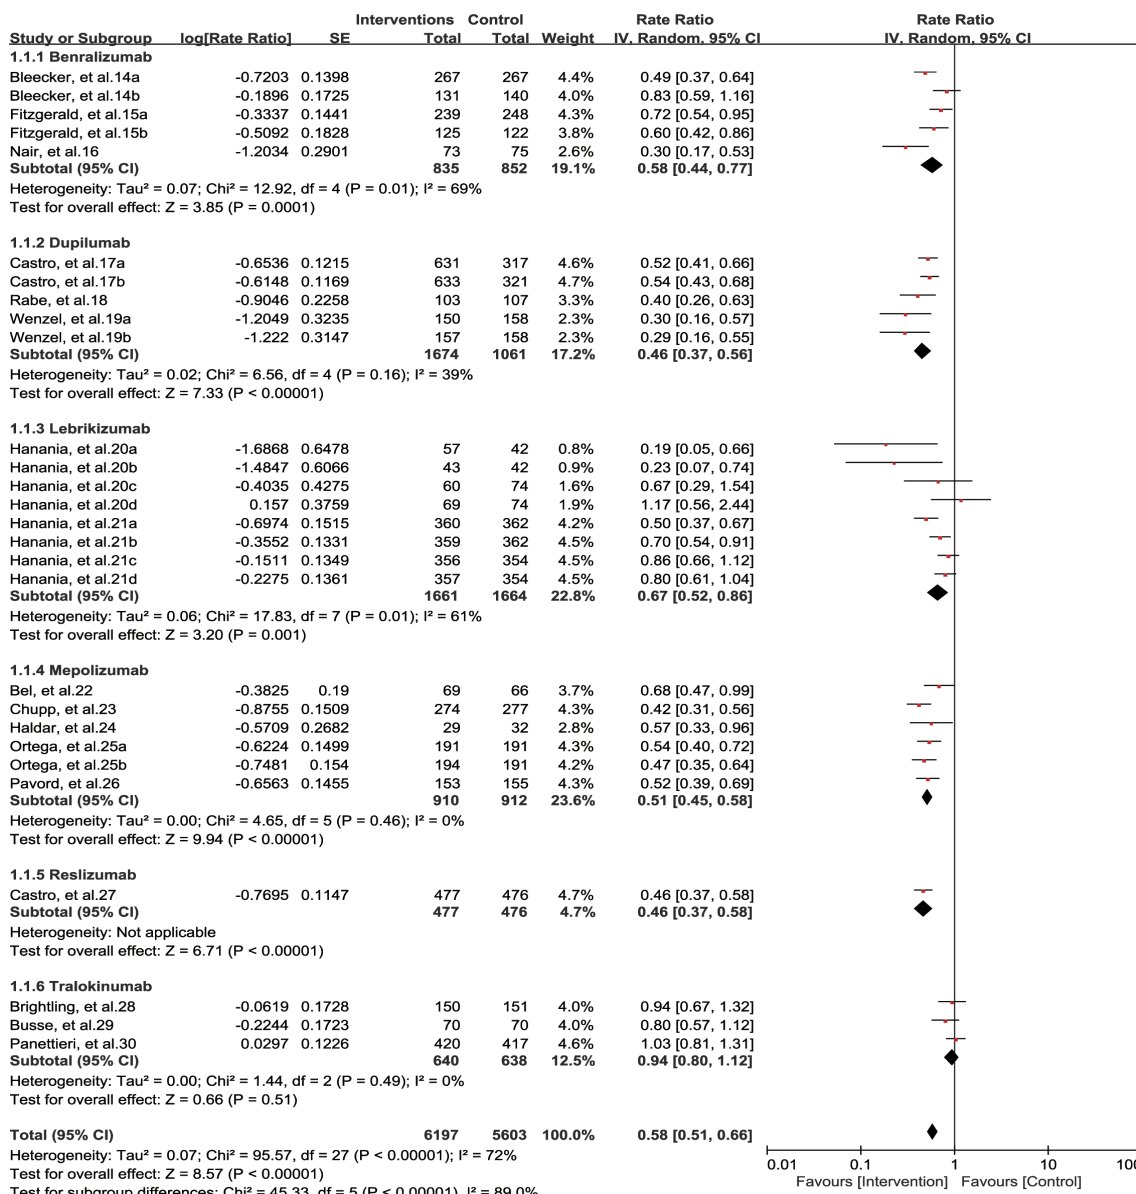 Interventions Control Rate Ratio Rate Ratio
Study or Subgroup log[Rate Ratio] SE Total Total Weight IV, Random, 95% CI IV, Random, 95% CI
1.1.1 Benralizumab
Bleecker, et al.14a -0.7203 0.1398 267 267 4.4% 0.49 [0.37, 0.64]
Bleecker, et al.14b -0.1896 0.1725 131 140 4.0% 0.83 [0.59, 1.16]
Fitzgerald, et al.15a -0.3337 0.1441 239 248 4.3% 0.72 [0.54, 0.95]
Fitzgerald, et al.15b -0.5092 0.1828 125 122 3.8% 0.60 [0.42, 0.86]
Nair, et al.16 -1.2034 0.2901 73 75 2.6% 0.30 [0.17, 0.53]
Subtotal (95% CI) 835 852 19.1% 0.58 [0.44, 0.77]
Heterogeneity: Tau² = 0.07; Chi² = 12.92, df = 4 (P = 0.01); I² = 69%
Test for overall effect: Z = 3.85 (P = 0.0001)
1.1.2 Dupilumab
Castro, et al.17a -0.6536 0.1215 631 317 4.6% 0.52 [0.41, 0.66]
Castro, et al.17b -0.6148 0.1169 633 321 4.7% 0.54 [0.43, 0.68]
Rabe, et al.18 -0.9046 0.2258 103 107 3.3% 0.40 [0.26, 0.63]
Wenzel, et al.19a -1.2049 0.3235 150 158 2.3% 0.30 [0.16, 0.57]
Wenzel, et al.19b -1.222 0.3147 157 158 2.3% 0.29 [0.16, 0.55]
Subtotal (95% CI) 1674 1061 17.2% 0.46 [0.37, 0.56]
Heterogeneity: Tau² = 0.02; Chi² = 6.56, df = 4 (P = 0.16); I² = 39%
Test for overall effect: Z = 7.33 (P < 0.00001)
1.1.3 Lebrikizumab
Hanania, et al.20a -1.6868 0.6478 57 42 0.8% 0.19 [0.05, 0.66]
Hanania, et al.20b -1.4847 0.6066 43 42 0.9% 0.23 [0.07, 0.74]
Hanania, et al.20c -0.4035 0.4275 60 74 1.6% 0.67 [0.29, 1.54]
Hanania, et al.20d 0.157 0.3759 69 74 1.9% 1.17 [0.56, 2.44]
Hanania, et al.21a -0.6974 0.1515 360 362 4.2% 0.50 [0.37, 0.67]
Hanania, et al.21b -0.3552 0.1331 359 362 4.5% 0.70 [0.54, 0.91]
Hanania, et al.21c -0.1511 0.1349 356 354 4.5% 0.86 [0.66, 1.12]
Hanania, et al.21d -0.2275 0.1361 357 354 4.5% 0.80 [0.61, 1.04]
Subtotal (95% CI) 1661 1664 22.8% 0.67 [0.52, 0.86]
Heterogeneity: Tau² = 0.06; Chi² = 17.83, df = 7 (P = 0.01); I² = 61%
Test for overall effect: Z = 3.20 (P = 0.001)
1.1.4 Mepolizumab
Bel, et al.22 -0.3825 0.19 69 66 3.7% 0.68 [0.47, 0.99]
Chupp, et al.23 -0.8755 0.1509 274 277 4.3% 0.42 [0.31, 0.56]
Haldar, et al.24 -0.5709 0.2682 29 32 2.8% 0.57 [0.33, 0.96]
Ortega, et al.25a -0.6224 0.1499 191 191 4.3% 0.54 [0.40, 0.72]
Ortega, et al.25b -0.7481 0.154 194 191 4.2% 0.47 [0.35, 0.64]
Pavord, et al.26 -0.6563 0.1455 153 155 4.3% 0.52 [0.39, 0.69]
Subtotal (95% CI) 910 912 23.6% 0.51 [0.45, 0.58]
Heterogeneity: Tau² = 0.00; Chi² = 4.65, df = 5 (P = 0.46); I² = 0%
Test for overall effect: Z = 9.94 (P < 0.00001)
1.1.5 Reslizumab
Castro, et al.27 -0.7695 0.1147 477 476 4.7% 0.46 [0.37, 0.58]
Subtotal (95% CI) 477 476 4.7% 0.46 [0.37, 0.58]
Heterogeneity: Not applicable
Test for overall effect: Z = 6.71 (P < 0.00001)
1.1.6 Tralokinumab
Brightling, et al.28 -0.0619 0.1728 150 151 4.0% 0.94 [0.67, 1.32]
Busse, et al.29 -0.2244 0.1723 70 70 4.0% 0.80 [0.57, 1.12]
Panettieri, et al.30 0.0297 0.1226 420 417 4.6% 1.03 [0.81, 1.31]
Subtotal (95% CI) 640 638 12.5% 0.94 [0.80, 1.12]
Heterogeneity: Tau² = 0.00; Chi² = 1.44, df = 2 (P = 0.49); I² = 0%
Test for overall effect: Z = 0.66 (P = 0.51)
Total (95% CI) 6197 5603 100.0% 0.58 [0.51, 0.66]
Heterogeneity: Tau² = 0.07; Chi² = 95.57, df = 27 (P < 0.00001); I² = 72%
0.01 0.1 1 10 100
Test for overall effect: Z = 8.57 (P < 0.00001)
Favours [Intervention] Favours [Control]
Test for subgroup differences: Chi² = 45.33, df = 5 (P < 0.00001), I² = 89.0%